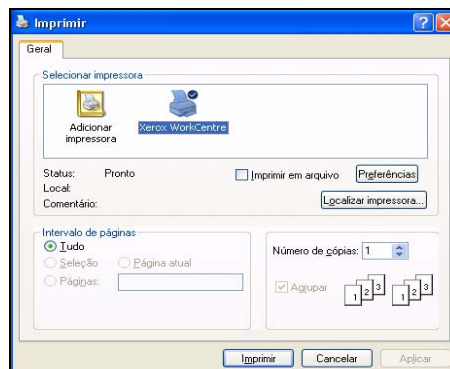 Imprimir
Geral
Selecionar impressora
Adicionar
impressora
Xerox WorkCentre
Status: Pronto
Local:
Comentário:
Imprimir em arquivo
Preferências
Localizar impressora...
Intervalo de páginas
Tudo
Seleção
Página atual
Páginas:
Número de cópias: 1
Agrupar
1 2 3 1 2 3
Imprimir
Cancelar
Aplicar